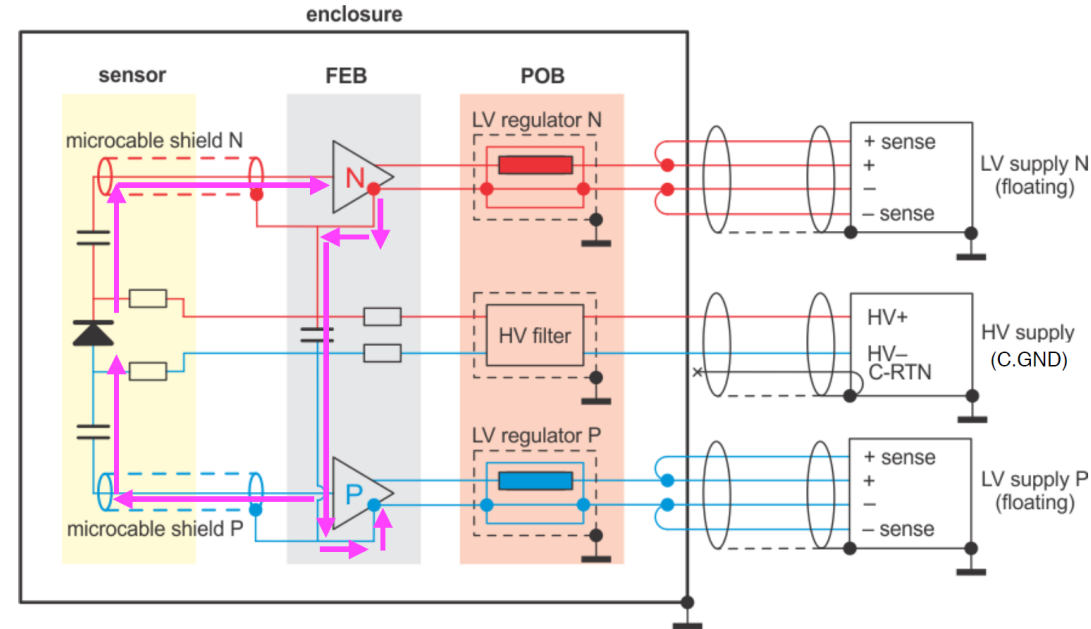 enclosure
sensor
FEB
POB
microcable shield N
LV regulator N
N
+ sense
+
–
– sense
LV supply N
(floating)
HV filter
HV+
HV–
C-RTN
HV supply
(C.GND)
LV regulator P
P
microcable shield P
+ sense
+
–
– sense
LV supply P
(floating)